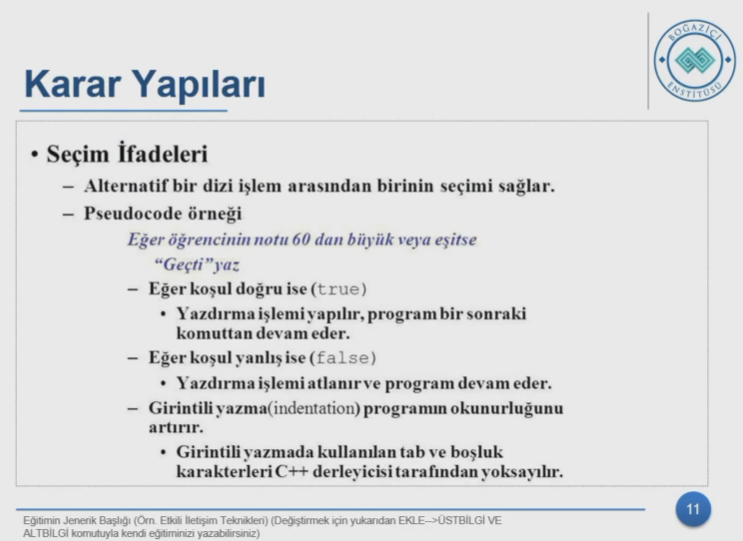 BOĞAZİÇİ
ENSTİTÜSÜ
Karar Yapıları
• Seçim İfadeleri
– Alternatif bir dizi işlem arasından birinin seçimi sağlar.
– Pseudocode örneği
Eğer öğrencinin notu 60 dan büyük veya eşitse
“Geçti”yaz
– Eğer koşul doğru ise (true)
• Yazdırma işlemi yapılır, program bir sonraki
komuttan devam eder.
– Eğer koşul yanlış ise (false)
• Yazdırma işlemi atlanır ve program devam eder.
– Girintili yazma(indentation) programın okunurluğunu
artırır.
• Girintili yazmada kullanılan tab ve boşluk
karakterleri C++ derleyicisi tarafından yoksayılır.
11
Eğitimin Jenerik Başlığı (Örn. Etkili İletişim Teknikleri) (Değiştirmek için yukarıdan EKLE-->ÜSTBİLGİ VE
ALTBİLGİ komutuyla kendi eğitiminizi yazabilirsiniz)